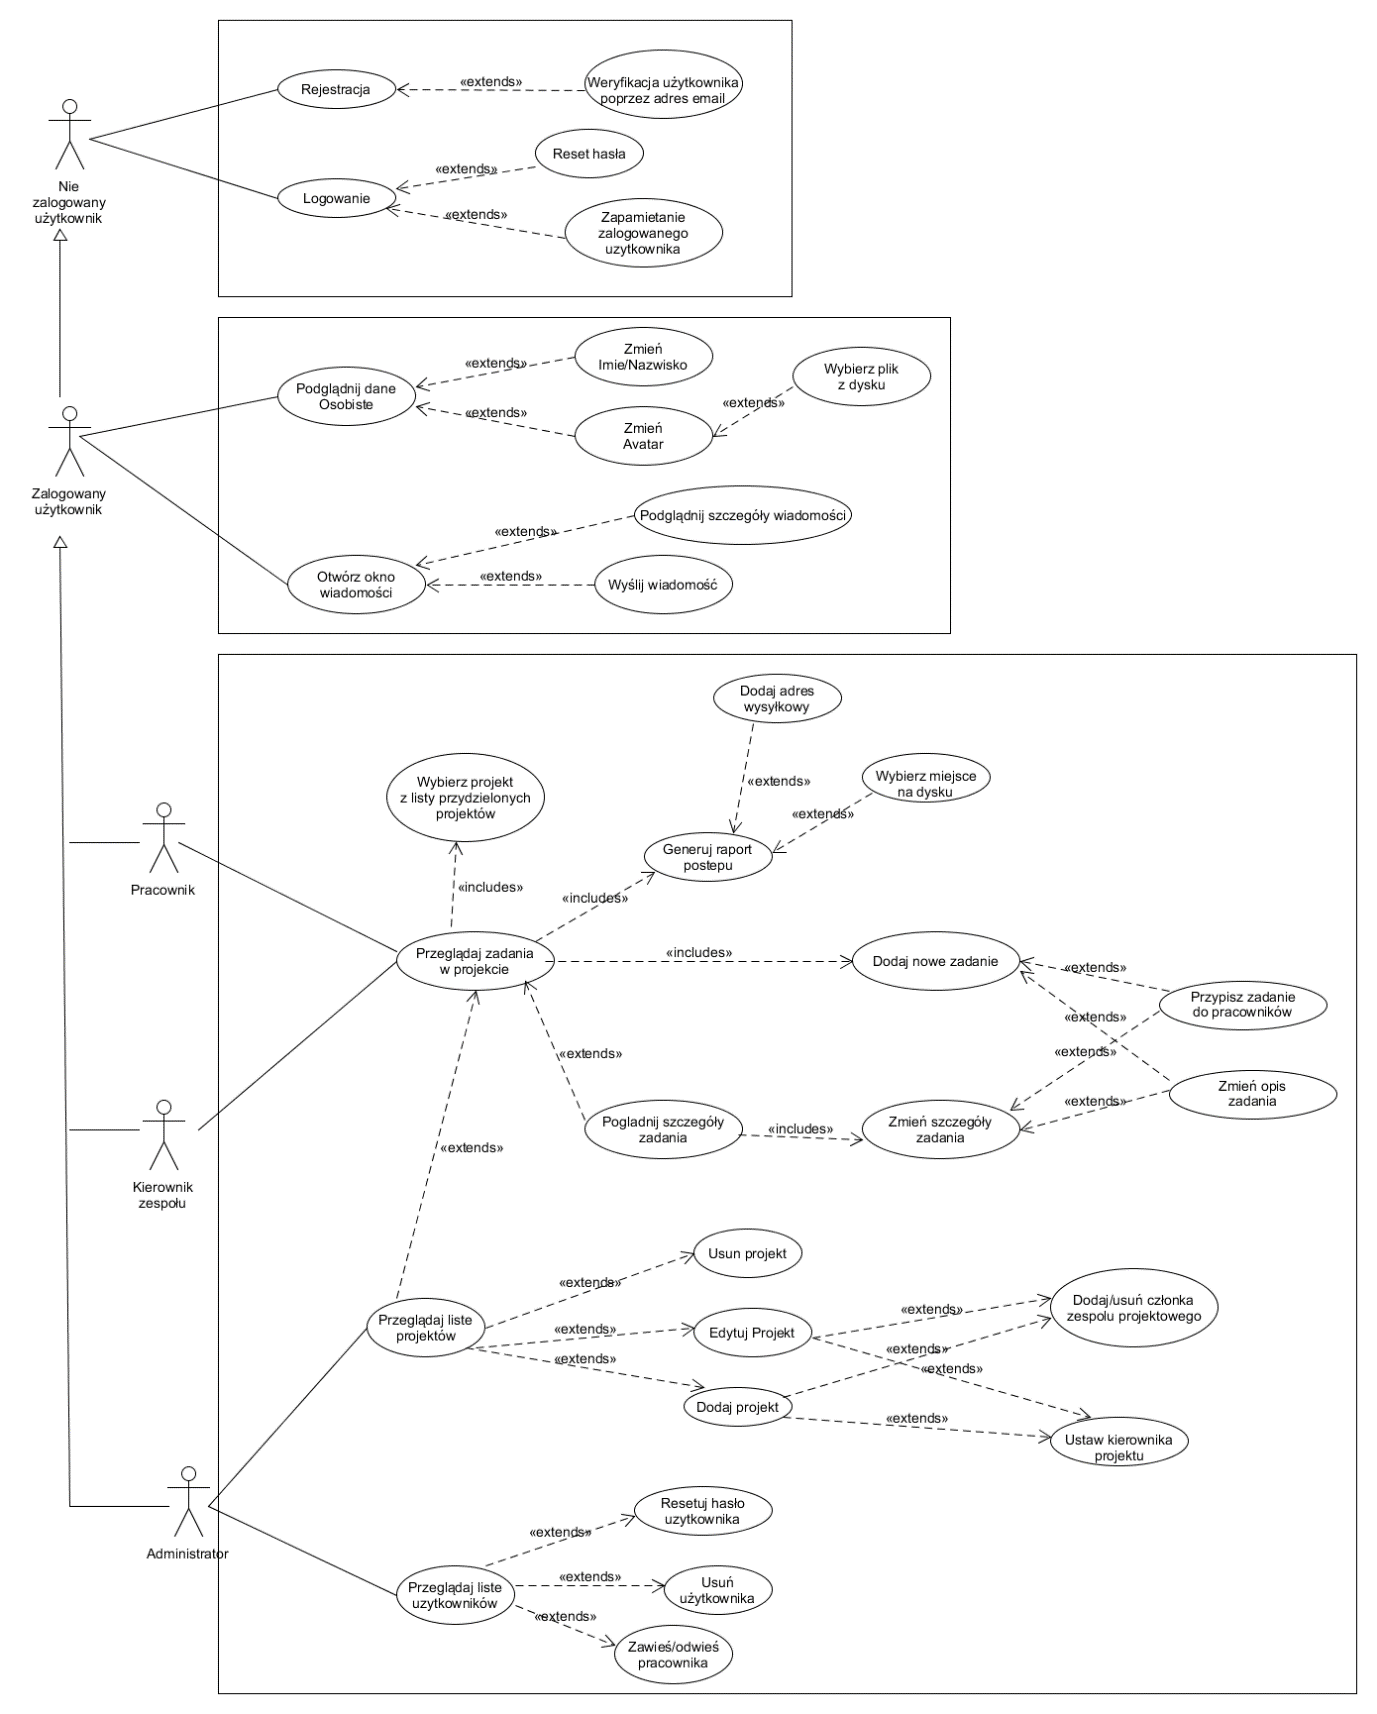 Rejestracja
«extends»
Weryfikacja użytkownika
poprzez adres email
Nie
zalogowany
użytkownik
Reset hasła
«extends»
Logowanie
«extends»
Zapamietanie
zalogowanego
uzytkownika
Zmień
Imie/Nazwisko
«extends»
Wybierz plik
z dysku
Podglądnij dane
Osobiste
«extends»
«extends»
Zmień
Avatar
Zalogowany
użytkownik
Podglądnij szczegóły wiadomości
«extends»
Otwórz okno
wiadomości
«extends»
Wyślij wiadomość
Dodaj adres
wysyłkowy
Wybierz projekt
z listy przydzielonych
projektów
«extends»
Wybierz miejsce
na dysku
«extends»
Generuj raport
postepu
Pracownik
«includes»
«includes»
Przeglądaj zadania
w projekcie
«includes»
Dodaj nowe zadanie
«extends»
Przypisz zadanie
do pracowników
«extends»
«extends»
«extends»
Zmień opis
zadania
«extends»
Pogladnij szczegóły
zadania
«includes»
Zmień szczegóły
zadania
«extends»
Kierownik
zespołu
Usun projekt
«extends»
Przeglądaj liste
projektów
«extends»
Edytuj Projekt
«extends»
Dodaj/usuń członka
zespolu projektowego
«extends»
«extends»
«extends»
Dodaj projekt
«extends»
Ustaw kierownika
projektu
Administrator
Resetuj hasło
uzytkownika
«extends»
Przeglądaj liste
uzytkowników
«extends»
Usuń
użytkownika
«extends»
Zawieś/odwieś
pracownika